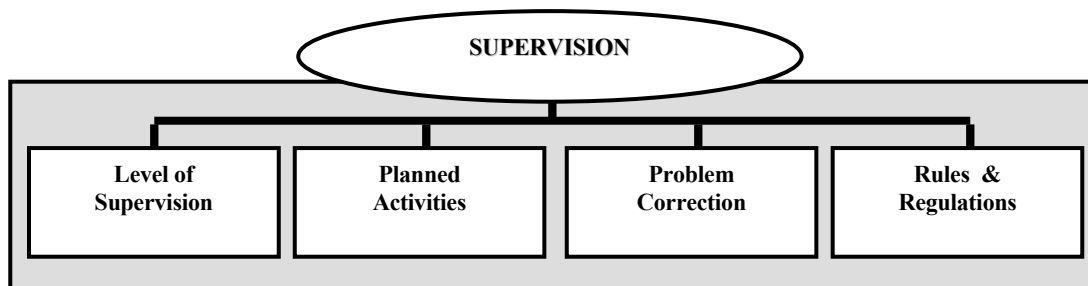 SUPERVISION
Level of
Supervision
Planned
Activities
Problem
Correction
Rules &
Regulations